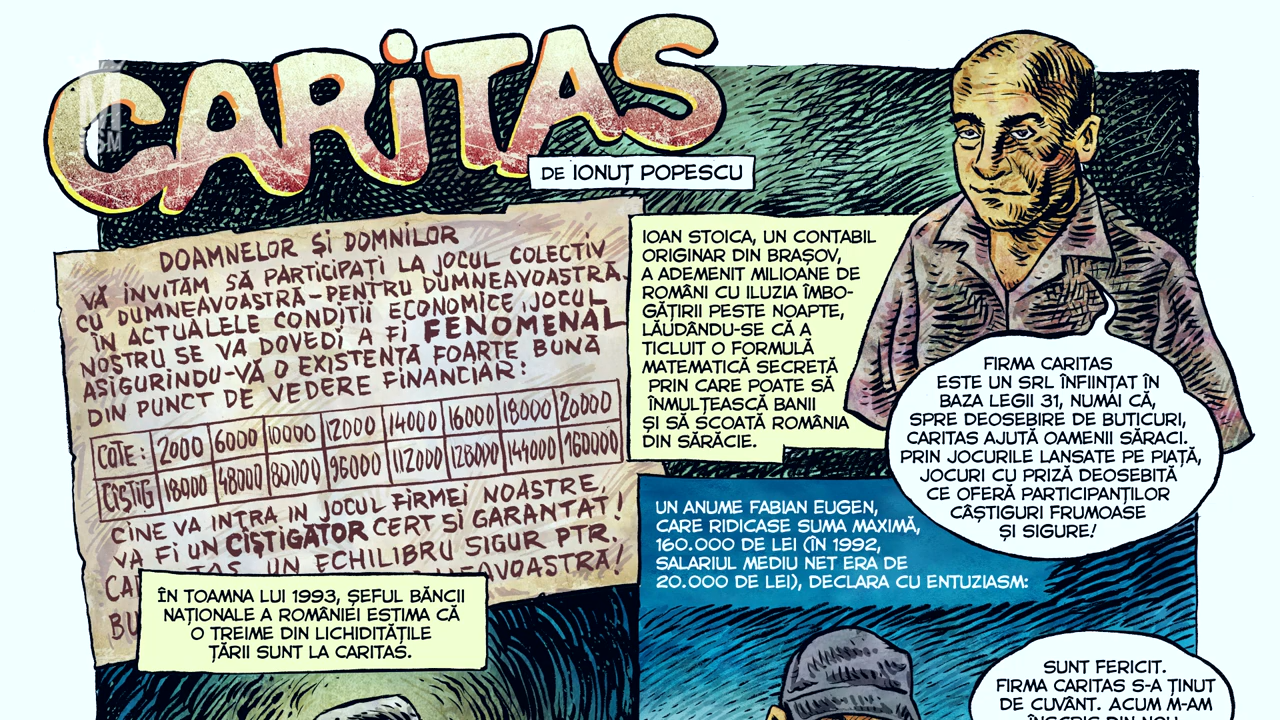 CARiTAS
DE IONUȚ POPESCU
DOAMNELOR ȘI DOMNILOR
VĂ INVITĂM SĂ PARTICIPAȚI LA JOCUL COLECTIV
CU DUMNEAVOASTRĂ-PENTRU DUMNEAVOASTRĂ.
ÎN ACTUALELE CONDIȚII ECONOMICE, JOCUL
NOSTRU SE VA DOVEDI A FI FENOMENAL
ASIGURINDU-VĂ O EXISTENȚĂ FOARTE BUNĂ
DIN PUNCT DE VEDERE FINANCIAR:
COTE: 2000 6000 10000 12000 14000 16000 18000 20000
CÎȘTIG 18000 48000 80000 96000 112000 128000 144000 160000
CINE VA INTRA IN JOCUL FIRMEI NOASTRE,
VA FI UN CÎȘTIGĂTOR CERT SI GARANTAT!
UN ECHILIBRU SIGUR PTR.
IOAN STOICA, UN CONTABIL
ORIGINAR DIN BRAȘOV,
A ADEMENIT MILIOANE DE
ROMÂNI CU ILUZIA ÎMBO-
GĂȚIRII PESTE NOAPTE,
LĂUDÂNDU-SE CĂ A
TICLUIT O FORMULĂ
MATEMATICĂ SECRETĂ
PRIN CARE POATE SĂ
ÎNMULȚEASCĂ BANII
ȘI SĂ SCOATĂ ROMÂNIA
DIN SĂRĂCIE.
FIRMA CARITAS
ESTE UN SRL ÎNFIINȚAT ÎN
BAZA LEGII 31, NUMAI CĂ,
SPRE DEOSEBIRE DE BUTICURI,
CARITAS AJUTĂ OAMENII SĂRACI.
PRIN JOCURILE LANSATE PE PIAȚĂ,
JOCURI CU PRIZĂ DEOSEBITĂ
CE OFERĂ PARTICIPANȚILOR
CÂȘTIGURI FRUMOASE
ȘI SIGURE!
ÎN TOAMNA LUI 1993, ȘEFUL BĂNCII
NAȚIONALE A ROMÂNIEI ESTIMA CĂ
O TREIME DIN LICHIDITĂȚILE
ȚĂRII SUNT LA CARITAS.
UN ANUME FABIAN EUGEN,
CARE RIDICASE SUMA MAXIMĂ,
160.000 DE LEI (ÎN 1992,
SALARIUL MEDIU NET ERA DE
20.000 DE LEI), DECLARA CU ENTUZIASM:
SUNT FERICIT.
FIRMA CARITAS S-A ȚINUT
DE CUVÂNT. ACUM M-AM
ÎNSCRIS DIN NOU